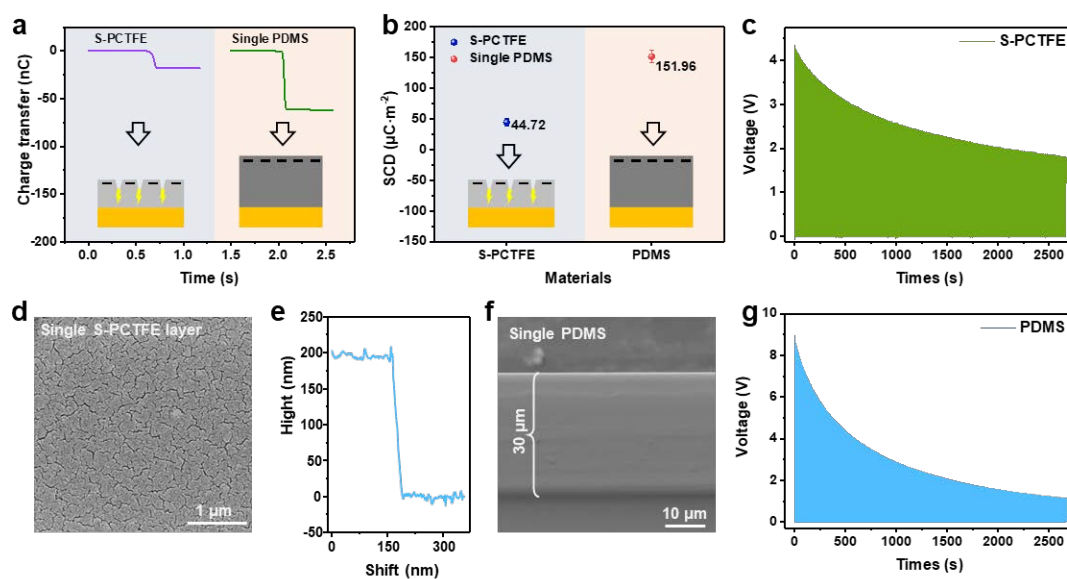 a
S-PCTFE
Single PDMS
Charge transfer (nC)
0
-50
-100
-150
-200
0.0 0.5 1.0 1.5 2.0 2.5
Time (s)
b
S-PCTFE
Single PDMS
151.96
44.72
SCD (μC·m⁻²)
200
150
100
50
0
-50
-100
-150
S-PCTFE PDMS
Materials
c
S-PCTFE
Voltage (V)
4
3
2
1
0
0 500 1000 1500 2000 2500
Times (s)
d
Single S-PCTFE layer
1 μm
e
Hight (nm)
250
200
150
100
50
0
-50
0 150 300
Shift (nm)
f
Single PDMS
30 μm
10 μm
g
PDMS
Voltage (V)
10
8
6
4
2
0
0 500 1000 1500 2000 2500
Times (s)